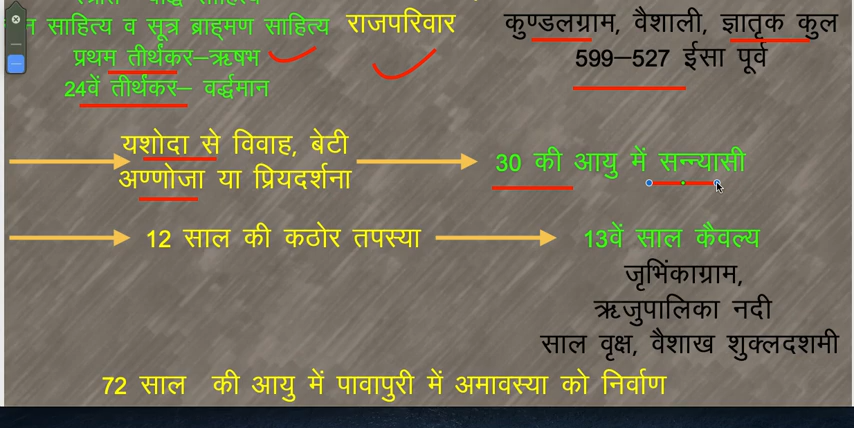 साहित्य व सूत्र ब्राह्मण साहित्य
राजपरिवार
कुण्डलग्राम, वैशाली, ज्ञातृक कुल
599–527 ईसा पूर्व
प्रथम तीर्थंकर–ऋषभ
24वें तीर्थंकर– वर्द्धमान
यशोदा से विवाह, बेटी
अण्णोजा या प्रियदर्शना
30 की आयु में सन्न्यासी
12 साल की कठोर तपस्या
13वें साल कैवल्य
जृभिंकाग्राम,
ऋजुपालिका नदी
साल वृक्ष, वैशाख शुक्लदशमी
72 साल की आयु में पावापुरी में अमावस्या को निर्वाण